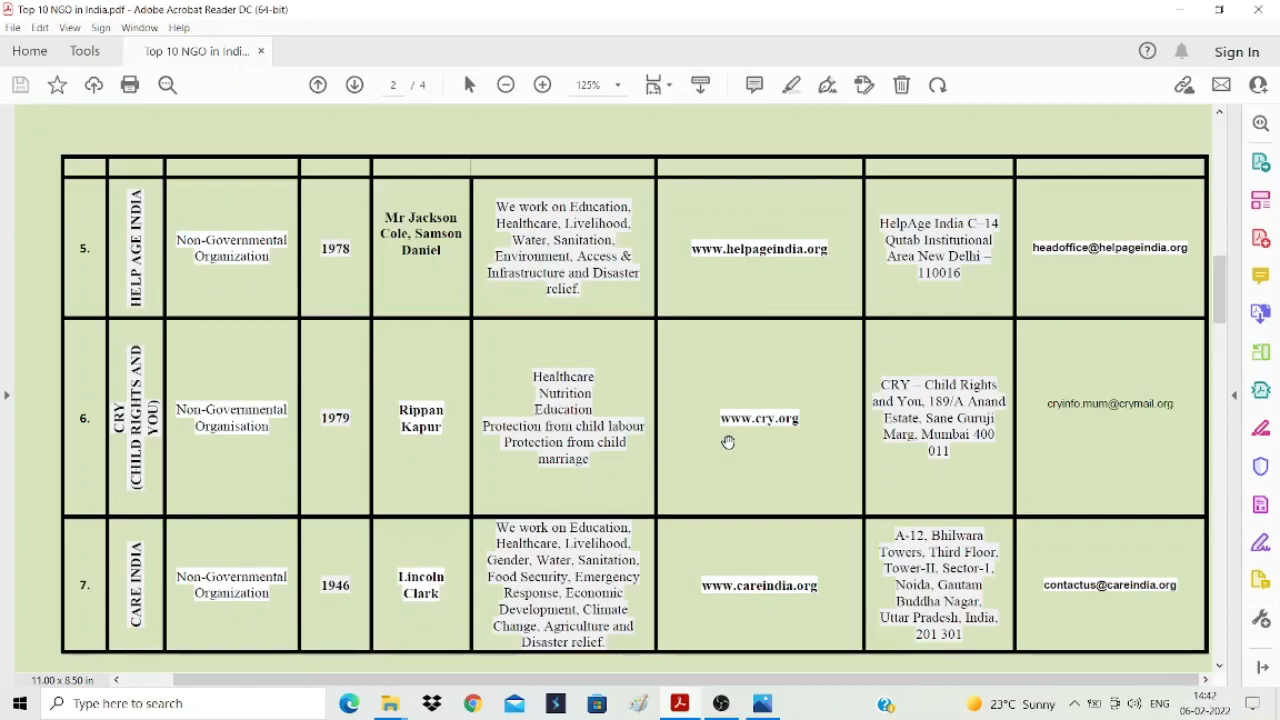 Top 10 NGO in India.pdf - Adobe Acrobat Reader DC (64-bit)
File Edit View Sign Window Help
Home Tools Top 10 NGO in Indi... × Sign In
2 / 4 125%
5.
HELP AGE INDIA
Non-Governmental
Organization
1978
Mr Jackson
Cole, Samson
Daniel
We work on Education,
Healthcare, Livelihood,
Water, Sanitation,
Environment, Access &
Infrastructure and Disaster
relief.
www.helpageindia.org
HelpAge India C–14
Qutab Institutional
Area New Delhi –
110016
headoffice@helpageindia.org
6.
CRY
(CHILD RIGHTS AND
YOU)
Non-Governmental
Organisation
1979
Rippan
Kapur
Healthcare
Nutrition
Education
Protection from child labour
Protection from child
marriage
www.cry.org
CRY – Child Rights
and You, 189/A Anand
Estate, Sane Guruji
Marg, Mumbai 400
011
cryinfo.mum@crymail.org
7.
CARE INDIA
Non-Governmental
Organization
1946
Lincoln
Clark
We work on Education,
Healthcare, Livelihood,
Gender, Water, Sanitation,
Food Security, Emergency
Response, Economic
Development, Climate
Change, Agriculture and
Disaster relief.
www.careindia.org
A-12, Bhilwara
Towers, Third Floor,
Tower-II, Sector-1,
Noida, Gautam
Buddha Nagar,
Uttar Pradesh, India,
201 301
contactus@careindia.org
11.00 x 8.50 in
Type here to search
23°C Sunny
ENG
14:42
06-02-2022